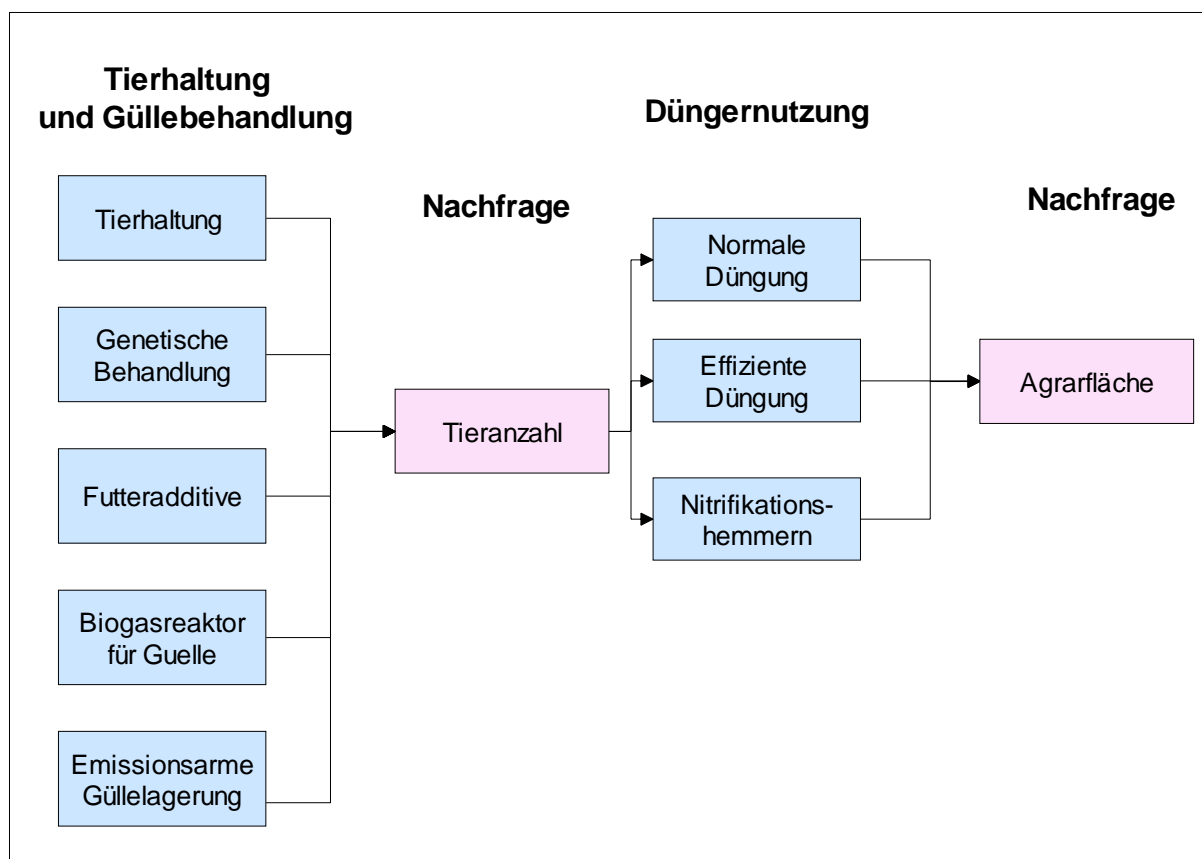 Tierhaltung
und Güllebehandlung
Tierhaltung
Genetische
Behandlung
Futteradditive
Biogasreaktor
für Guelle
Emissionsarme
Güllelagerung
Nachfrage
Tieranzahl
Düngernutzung
Normale
Düngung
Effiziente
Düngung
Nitrifikations-
hemmern
Nachfrage
Agrarfläche